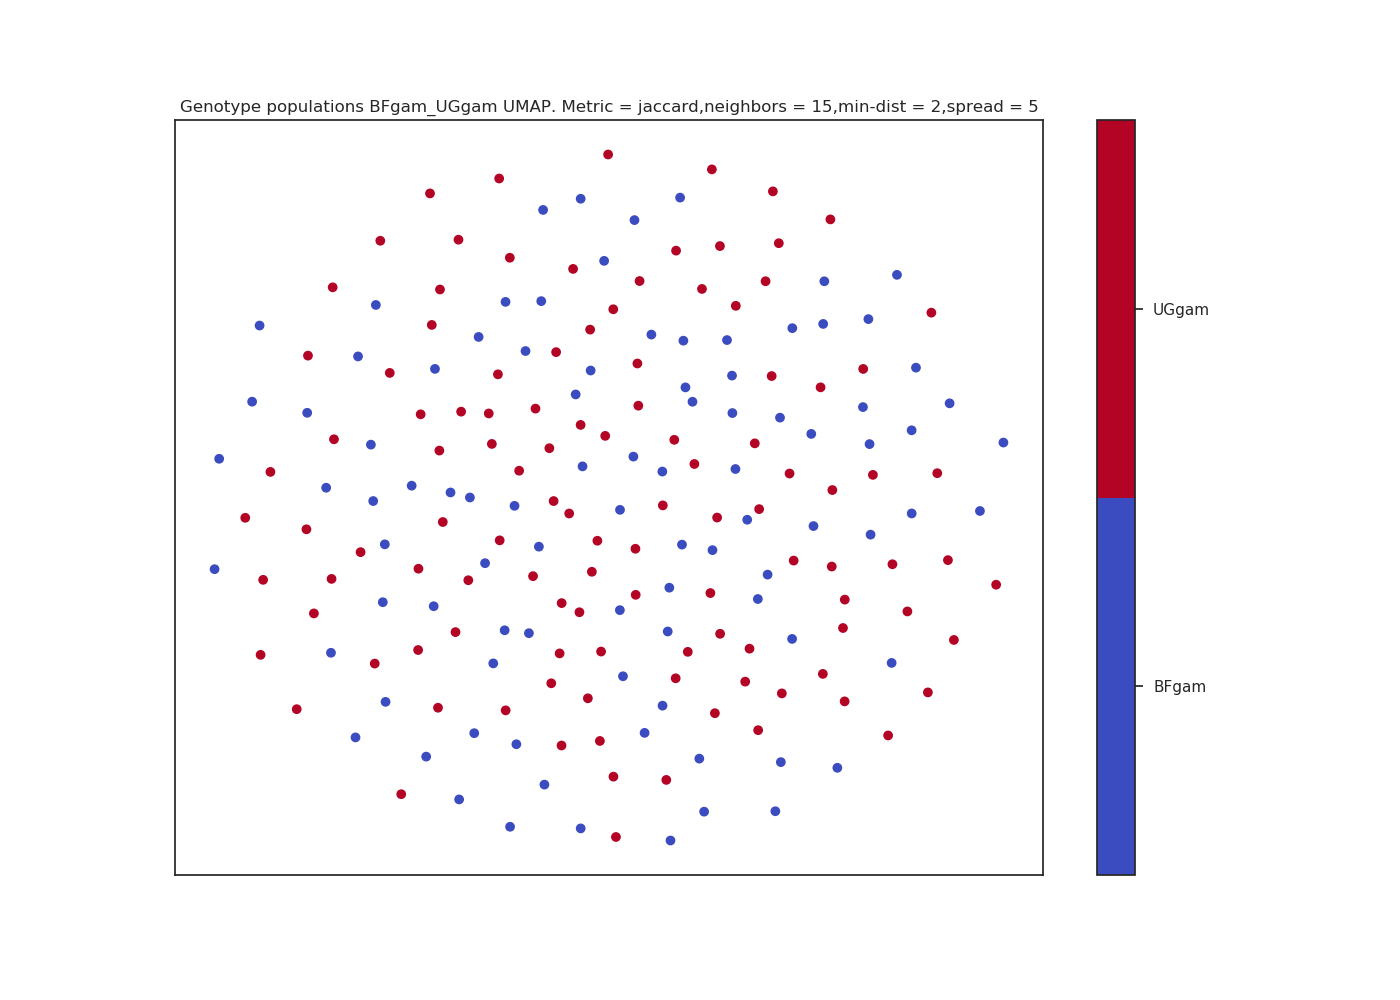 Genotype populations BFgam_UGgam UMAP. Metric = jaccard,neighbors = 15,min-dist = 2,spread = 5
UGgam
BFgam